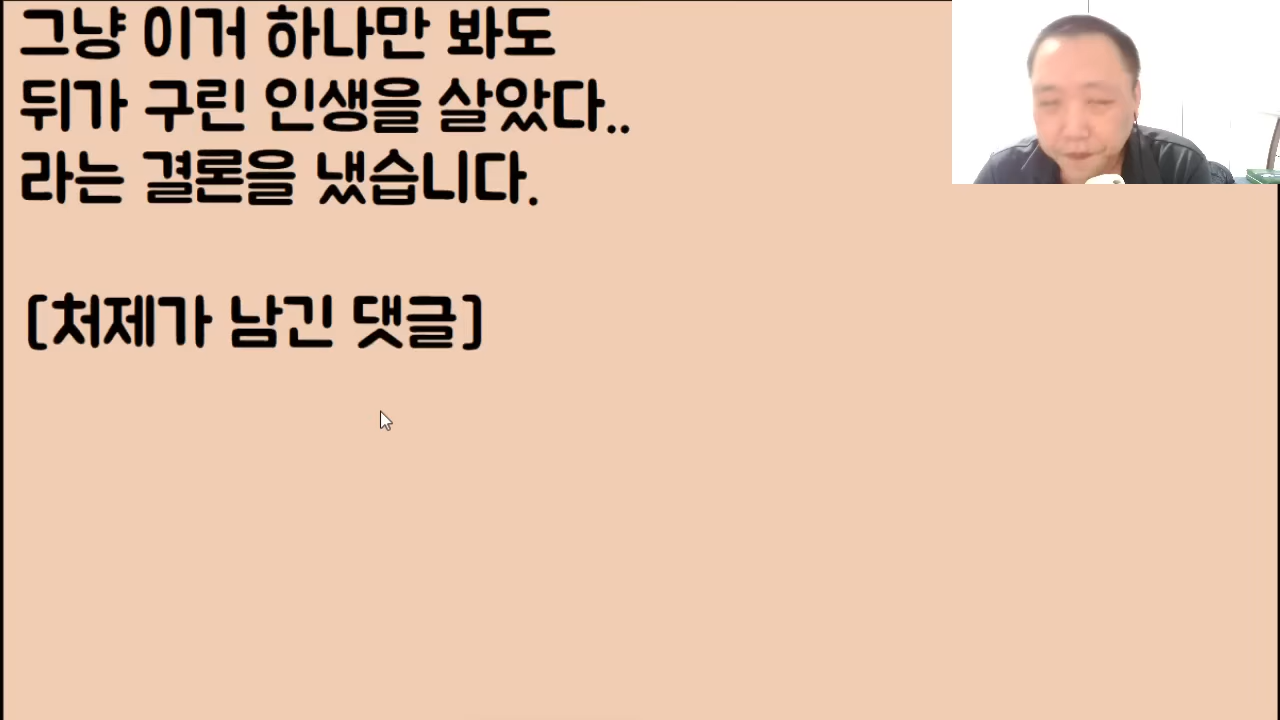 그냥 이거 하나만 봐도
뒤가 구린 인생을 살았다..
라는 결론을 냈습니다.
[처제가 남긴 댓글]